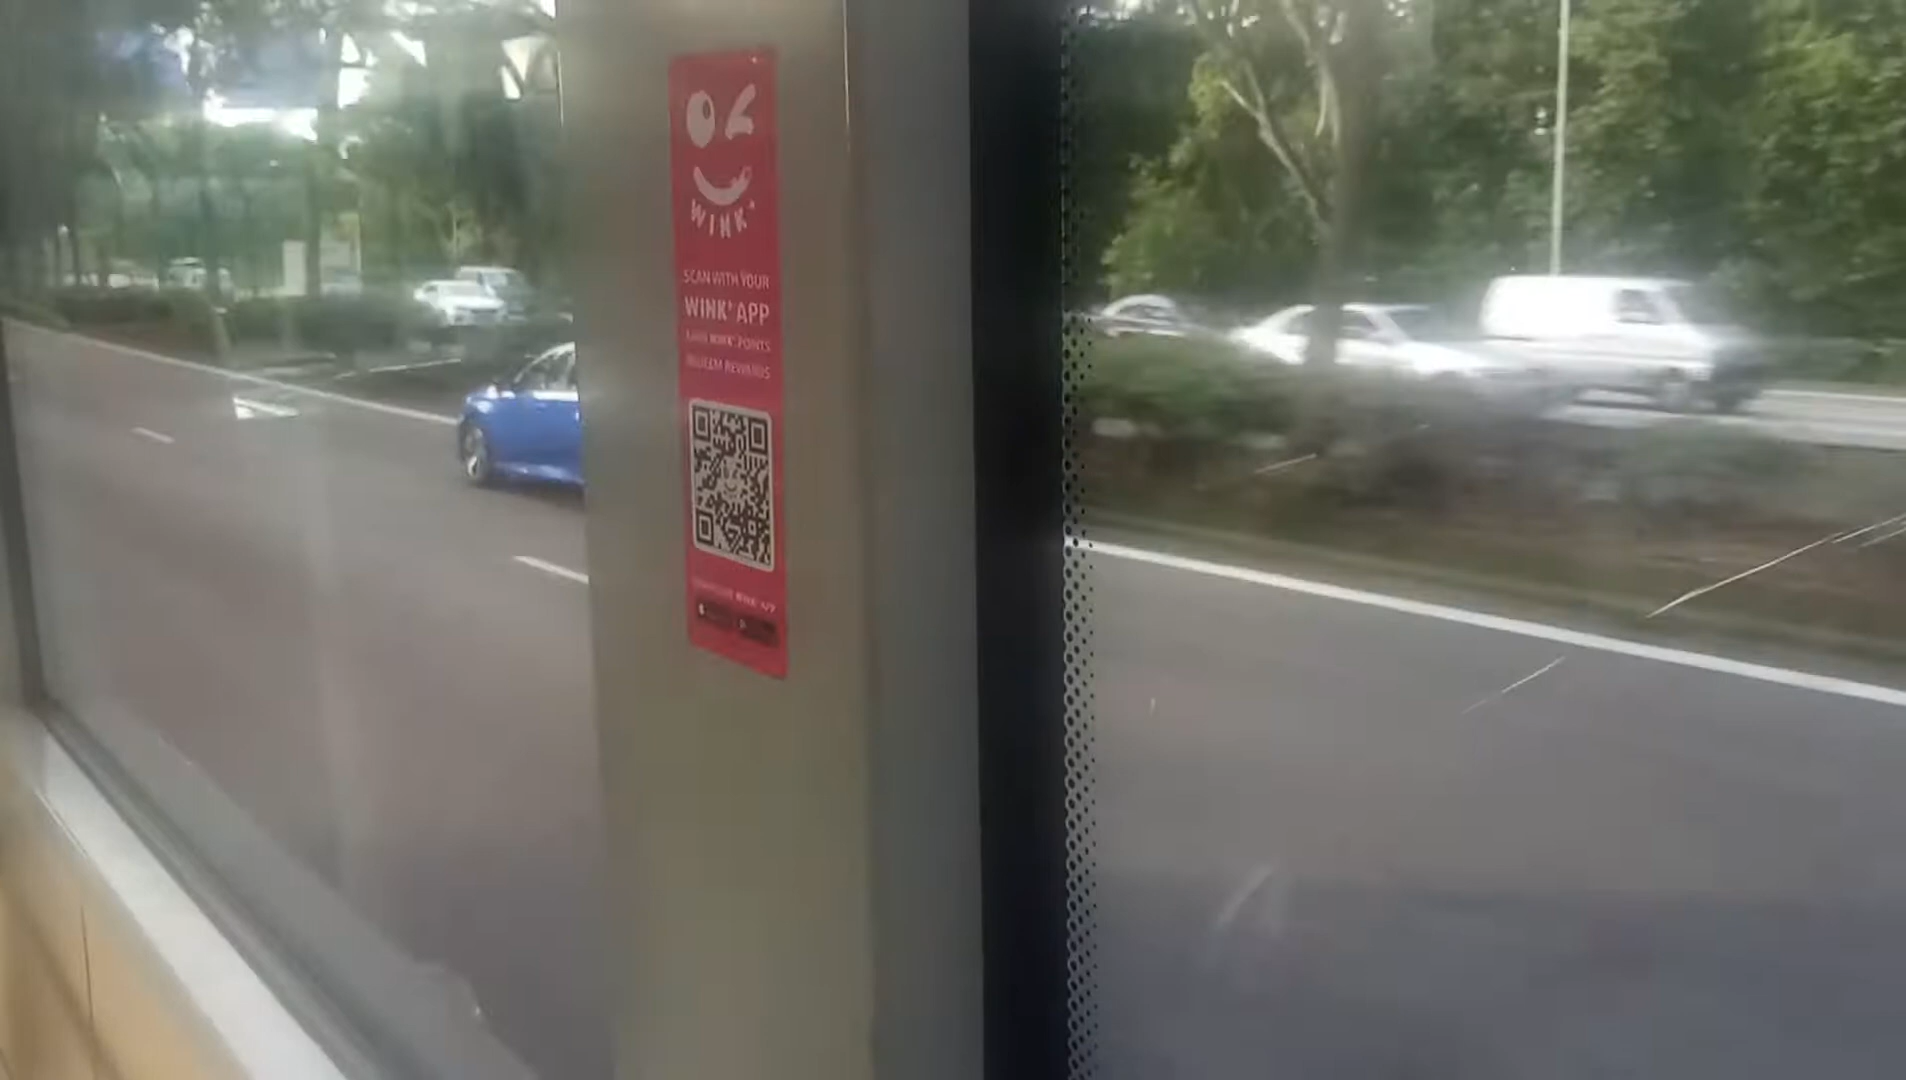 WINK+
SCAN WITH YOUR
WINK+ APP
EARN WINK+ POINTS
REDEEM REWARDS